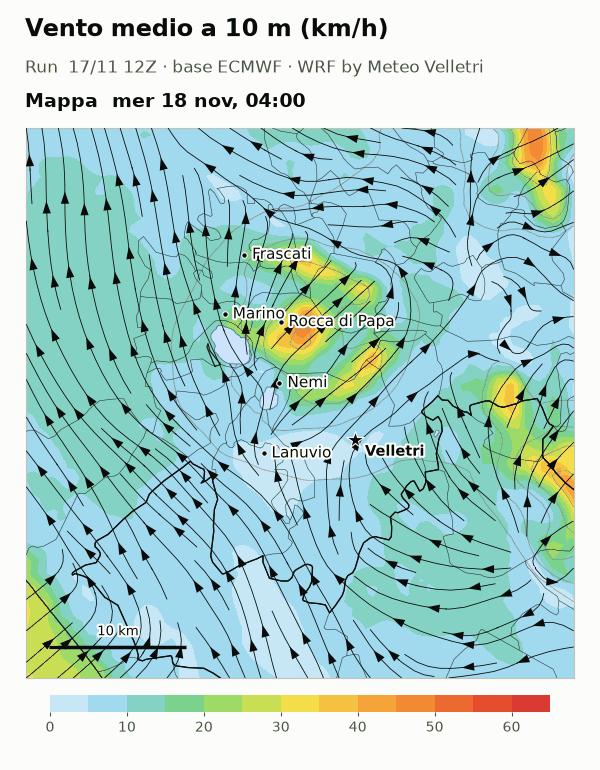 Vento medio a 10 m (km/h)
Run  17/11 12Z · base ECMWF · WRF by Meteo Velletri
Mappa  mer 18 nov, 04:00
Frascati
Marino
Rocca di Papa
Nemi
Lanuvio
Velletri
10 km
0 10 20 30 40 50 60